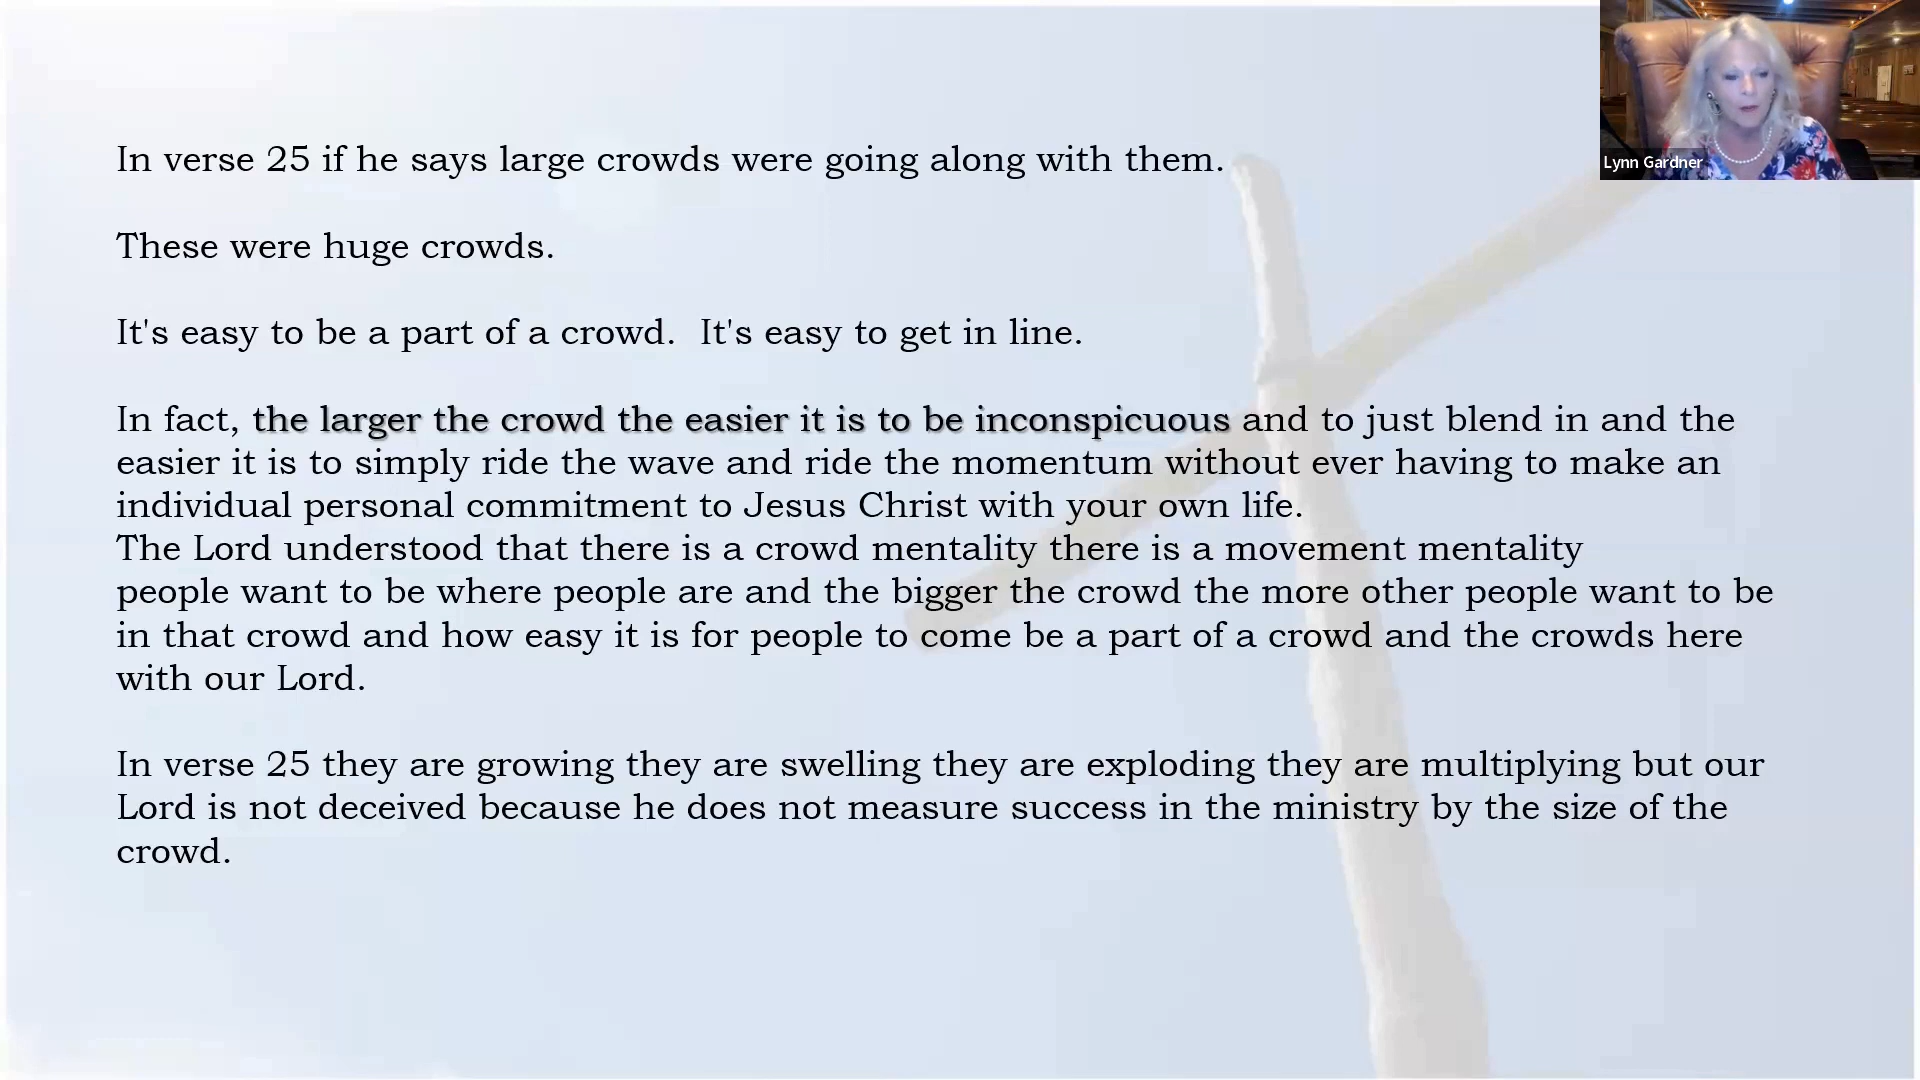 In verse 25 if he says large crowds were going along with them.
Lynn Gardner
These were huge crowds.
It's easy to be a part of a crowd.  It's easy to get in line.
In fact, the larger the crowd the easier it is to be inconspicuous and to just blend in and the
easier it is to simply ride the wave and ride the momentum without ever having to make an
individual personal commitment to Jesus Christ with your own life.
The Lord understood that there is a crowd mentality there is a movement mentality
people want to be where people are and the bigger the crowd the more other people want to be
in that crowd and how easy it is for people to come be a part of a crowd and the crowds here
with our Lord.
In verse 25 they are growing they are swelling they are exploding they are multiplying but our
Lord is not deceived because he does not measure success in the ministry by the size of the
crowd.